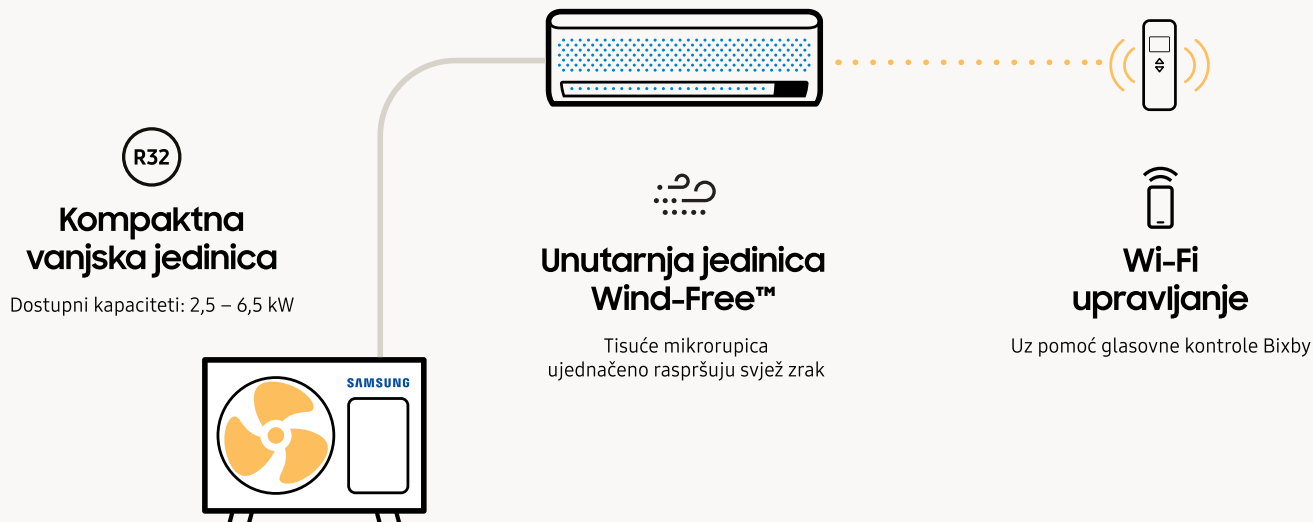 R32
Kompaktna
vanjska jedinica
Dostupni kapaciteti: 2,5 – 6,5 kW
SAMSUNG
Unutarnja jedinica
Wind-Free™
Tisuće mikrorupica
ujednačeno raspršuju svjež zrak
Wi-Fi
upravljanje
Uz pomoć glasovne kontrole Bixby